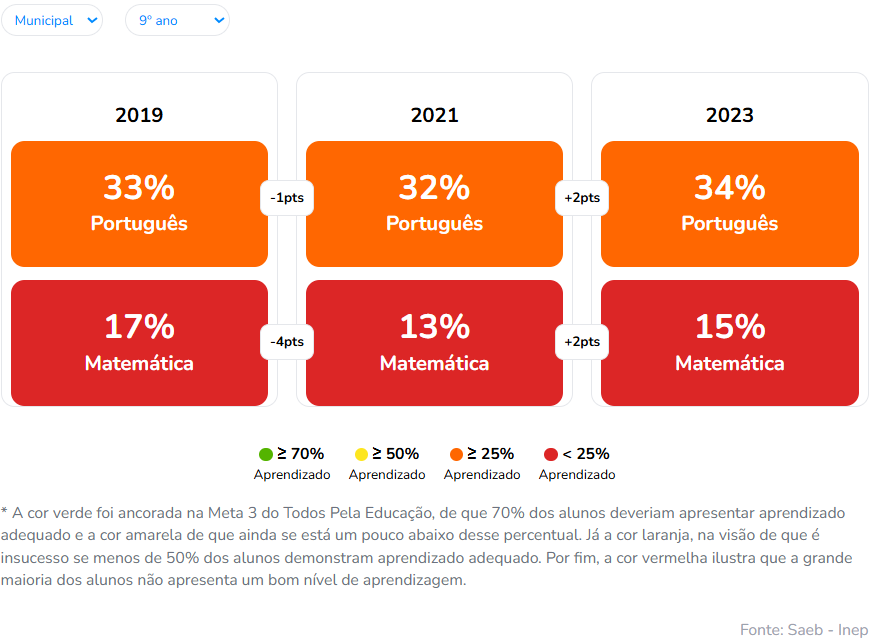 Municipal
9º ano
2019
33%
Português
17%
Matemática
-1pts
-4pts
2021
32%
Português
13%
Matemática
+2pts
+2pts
2023
34%
Português
15%
Matemática
≥ 70%
Aprendizado
≥ 50%
Aprendizado
≥ 25%
Aprendizado
< 25%
Aprendizado
* A cor verde foi ancorada na Meta 3 do Todos Pela Educação, de que 70% dos alunos deveriam apresentar aprendizado
adequado e a cor amarela de que ainda se está um pouco abaixo desse percentual. Já a cor laranja, na visão de que é
insucesso se menos de 50% dos alunos demonstram aprendizado adequado. Por fim, a cor vermelha ilustra que a grande
maioria dos alunos não apresenta um bom nível de aprendizagem.
Fonte: Saeb - Inep